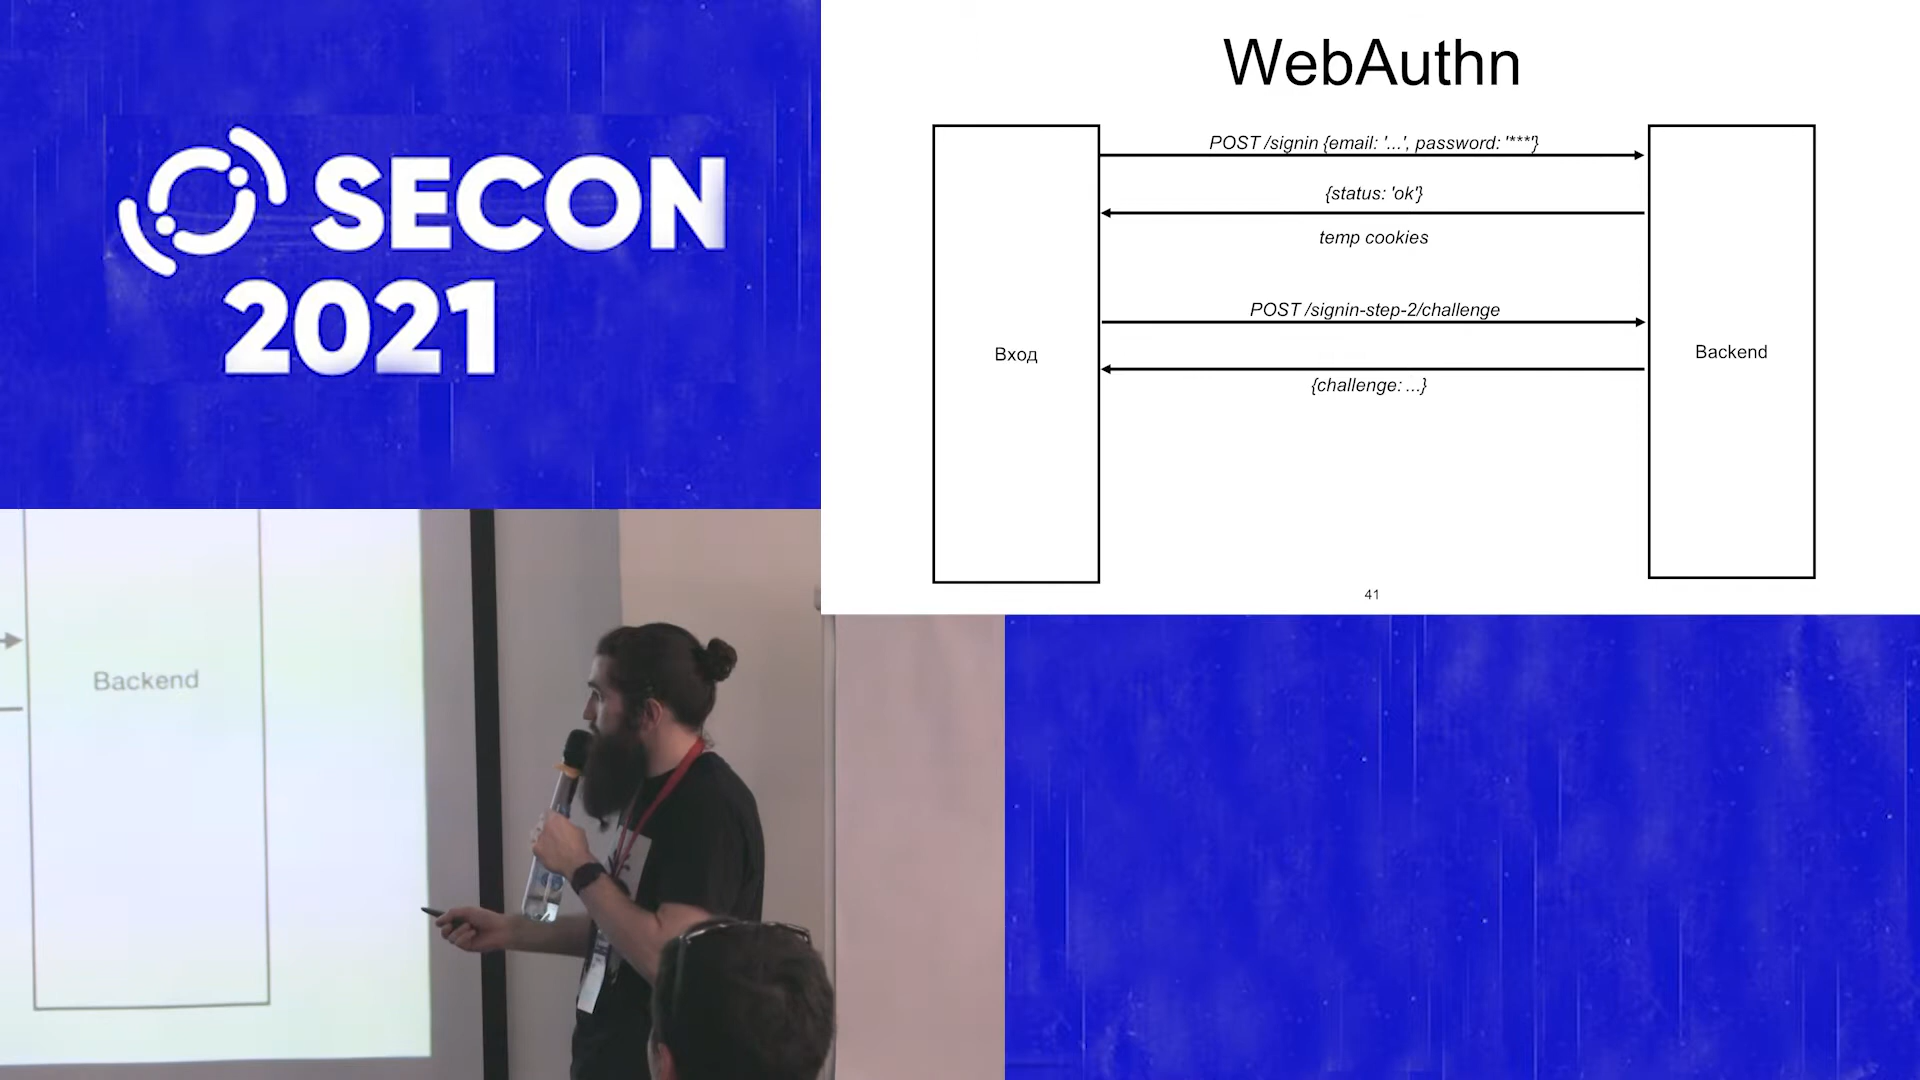 SECON
2021
WebAuthn
POST /signin {email: '...', password: '***'}
{status: 'ok'}
temp cookies
POST /signin-step-2/challenge
{challenge: ...}
Вход
Backend
41
Backend